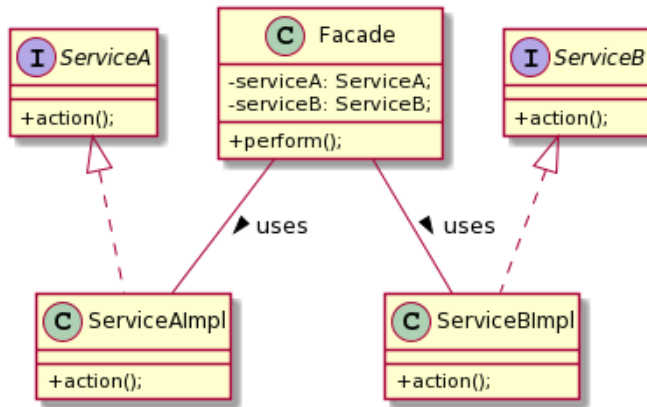 I ServiceA
+action();
C Facade
-serviceA: ServiceA;
-serviceB: ServiceB;
+perform();
I ServiceB
+action();
uses
uses
C ServiceAImpl
+action();
C ServiceBImpl
+action();